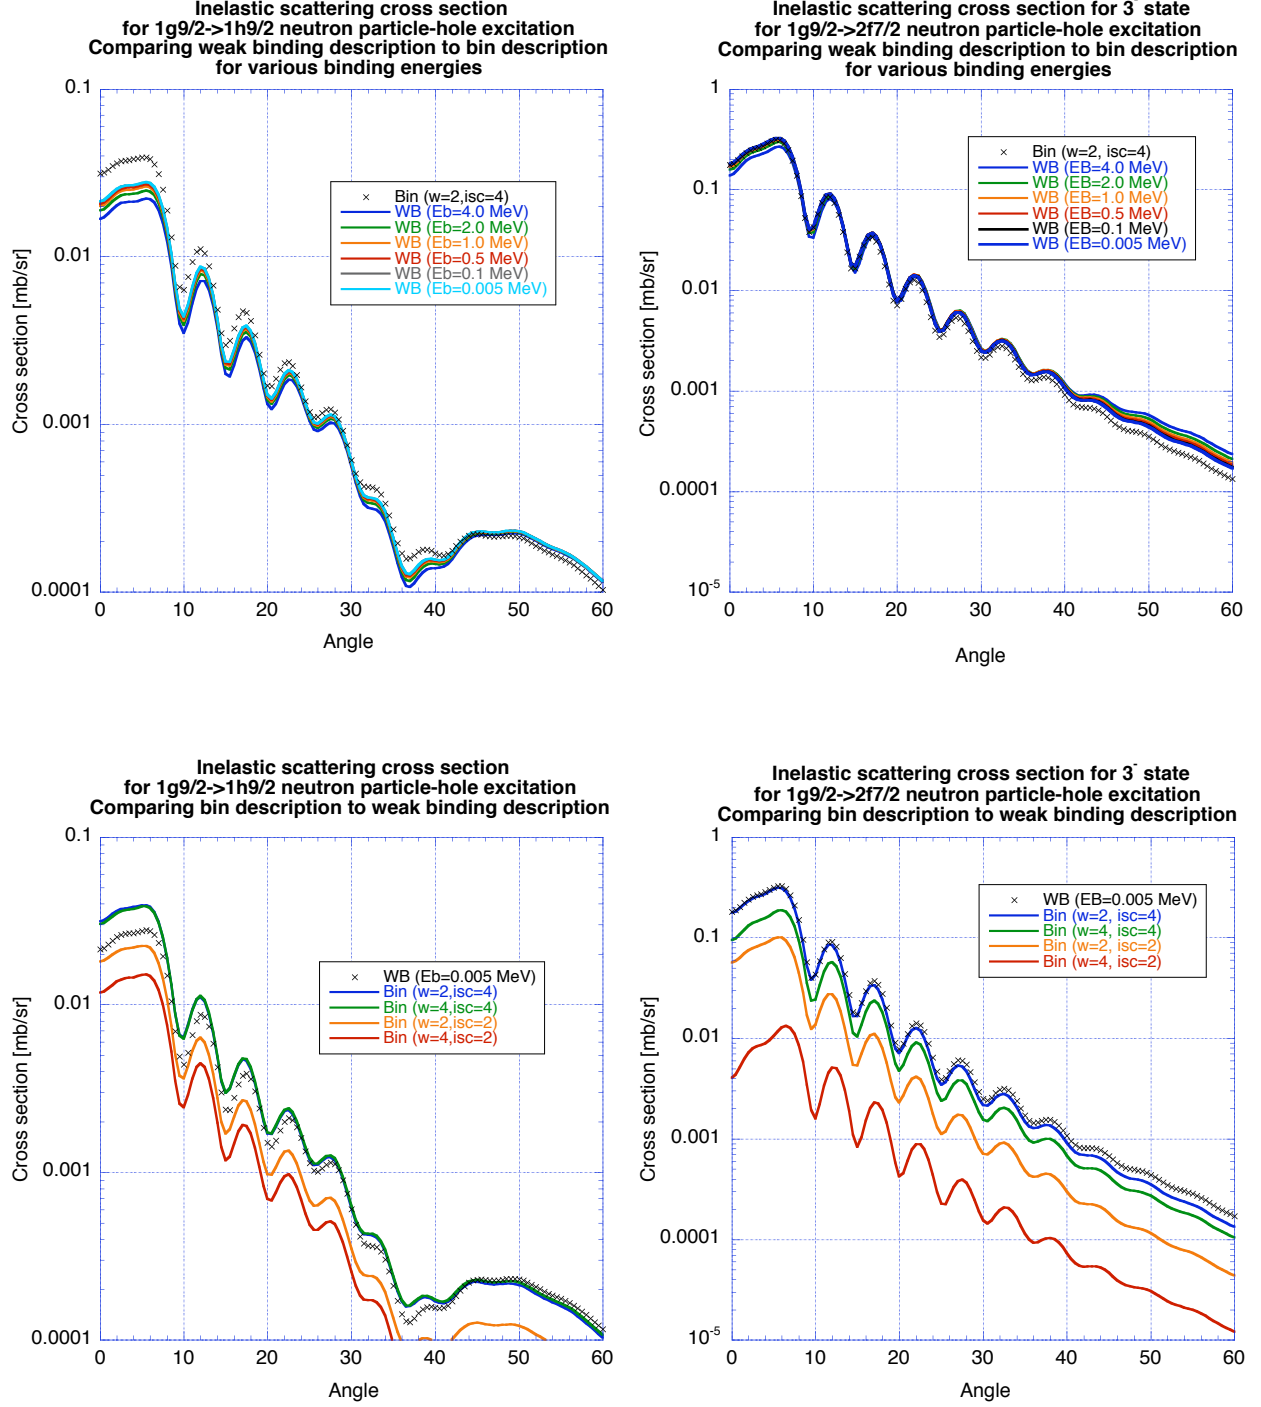 Inelastic scattering cross section
for 1g9/2->1h9/2 neutron particle-hole excitation
Comparing weak binding description to bin description
for various binding energies
0.1
0.01
0.001
0.0001
Cross section [mb/sr]
Bin (w=2,isc=4)
WB (Eb=4.0 MeV)
WB (Eb=2.0 MeV)
WB (Eb=1.0 MeV)
WB (Eb=0.5 MeV)
WB (Eb=0.1 MeV)
WB (Eb=0.005 MeV)
0 10 20 30 40 50 60
Angle
Inelastic scattering cross section for 3- state
for 1g9/2->2f7/2 neutron particle-hole excitation
Comparing weak binding description to bin description
for various binding energies
1
0.1
0.01
0.001
0.0001
10-5
Cross section [mb/sr]
Bin (w=2, isc=4)
WB (EB=4.0 MeV)
WB (EB=2.0 MeV)
WB (EB=1.0 MeV)
WB (EB=0.5 MeV)
WB (EB=0.1 MeV)
WB (EB=0.005 MeV)
0 10 20 30 40 50 60
Angle
Inelastic scattering cross section
for 1g9/2->1h9/2 neutron particle-hole excitation
Comparing bin description to weak binding description
0.1
0.01
0.001
0.0001
Cross section [mb/sr]
WB (Eb=0.005 MeV)
Bin (w=2,isc=4)
Bin (w=4,isc=4)
Bin (w=2,isc=2)
Bin (w=4,isc=2)
0 10 20 30 40 50 60
Angle
Inelastic scattering cross section for 3- state
for 1g9/2->2f7/2 neutron particle-hole excitation
Comparing bin description to weak binding description
1
0.1
0.01
0.001
0.0001
10-5
Cross section [mb/sr]
WB (EB=0.005 MeV)
Bin (w=2, isc=4)
Bin (w=4, isc=4)
Bin (w=2, isc=2)
Bin (w=4, isc=2)
0 10 20 30 40 50 60
Angle